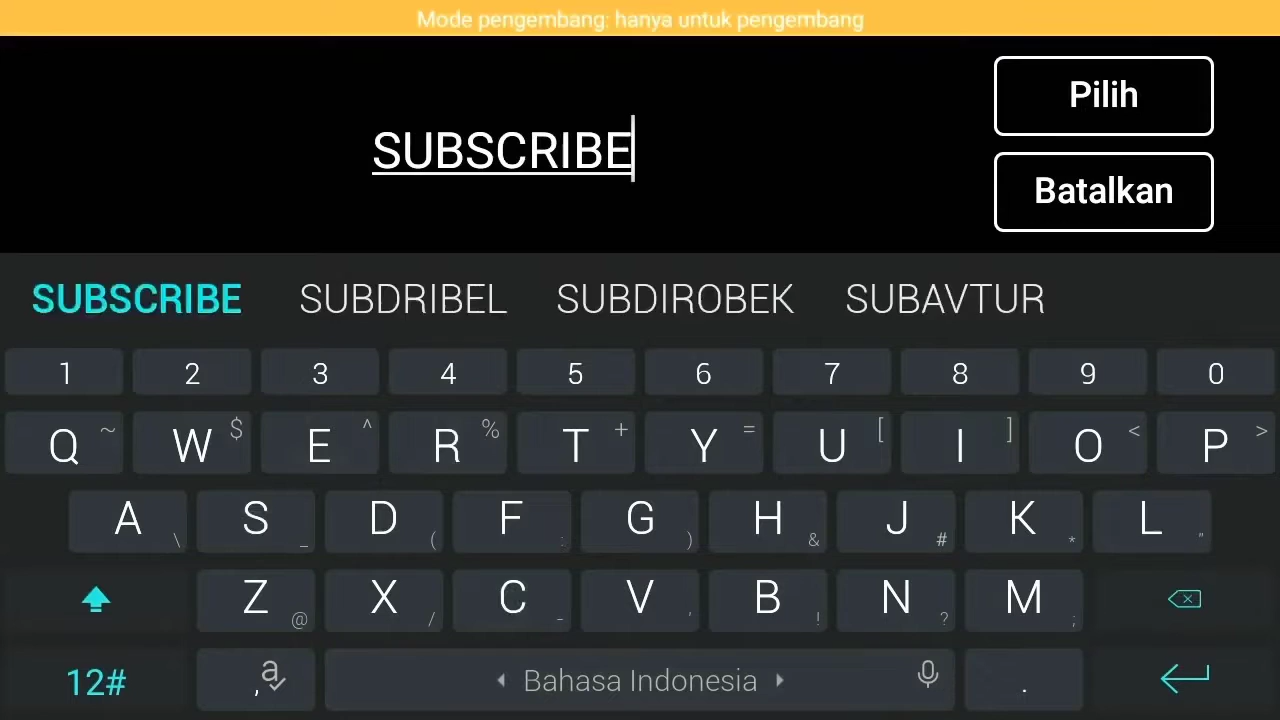 Mode pengembang: hanya untuk pengembang
SUBSCRIBE
Pilih
Batalkan
SUBSCRIBE SUBDRIBEL SUBDIROBEK SUBAVTUR
1 2 3 4 5 6 7 8 9 0
Q ~ W $ E ^ R % T + Y = U [ I ] O < P >
A \ S _ D ( F : G ) H & J # K * L "
Z @ X / C - V ' B ! N ? M ;
12# , a Bahasa Indonesia .